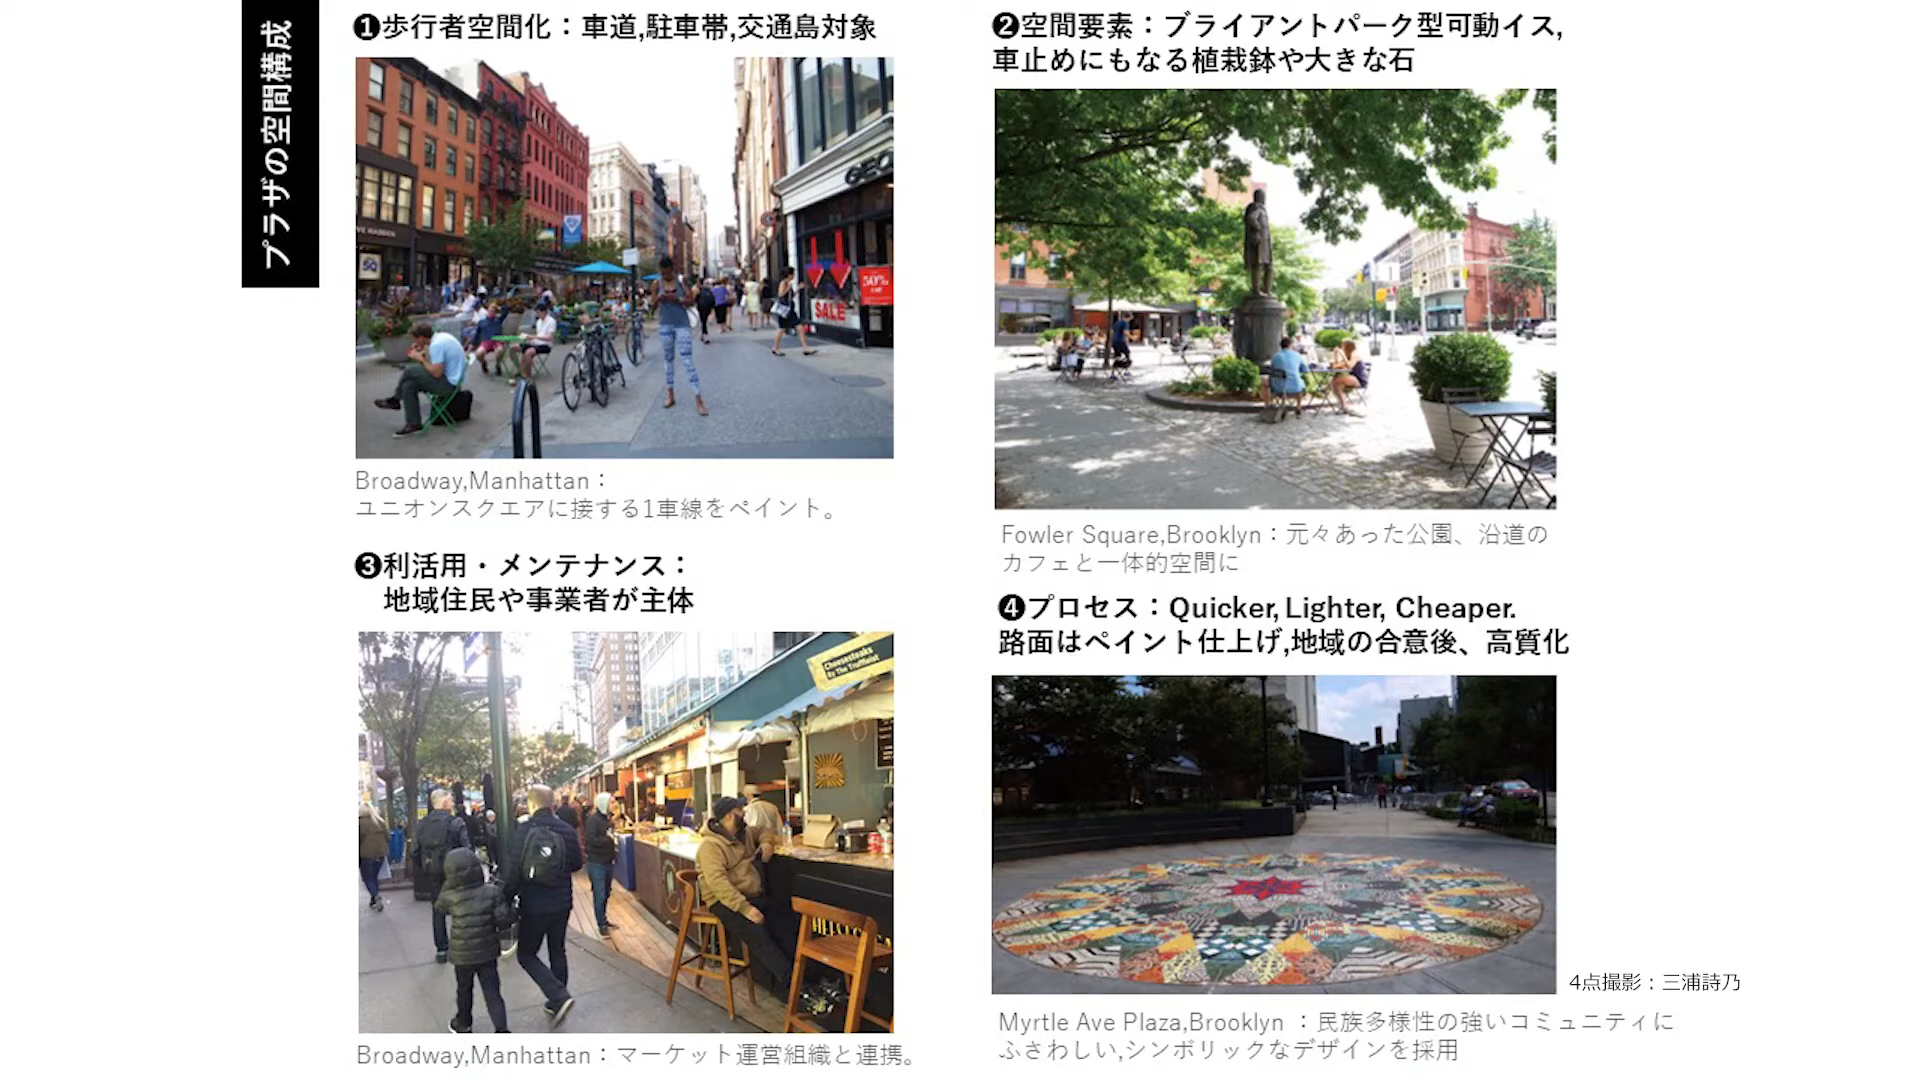 プラザの空間構成
❶歩行者空間化：車道,駐車帯,交通島対象
GEO
VE MADDEN
SALE
50%
Broadway,Manhattan：
ユニオンスクエアに接する1車線をペイント。
❷空間要素：ブライアントパーク型可動イス,
車止めにもなる植栽鉢や大きな石
Fowler Square,Brooklyn：元々あった公園、沿道の
カフェと一体的空間に
❸利活用・メンテナンス：
地域住民や事業者が主体
Cheesesteaks
By The Truffleist
Broadway,Manhattan：マーケット運営組織と連携。
❹プロセス：Quicker, Lighter, Cheaper.
路面はペイント仕上げ,地域の合意後、高質化
4点撮影：三浦詩乃
Myrtle Ave Plaza,Brooklyn ：民族多様性の強いコミュニティに
ふさわしい,シンボリックなデザインを採用